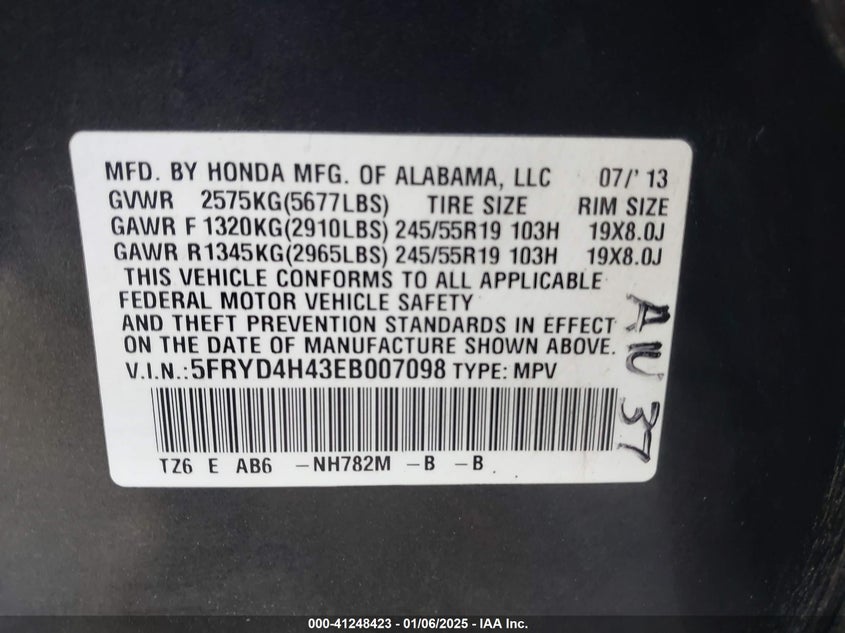 MFD. BY HONDA MFG. OF ALABAMA, LLC 07/'13
GVWR 2575KG(5677LBS) TIRE SIZE RIM SIZE
GAWR F 1320KG(2910LBS) 245/55R19 103H 19X8.0J
GAWR R1345KG(2965LBS) 245/55R19 103H 19X8.0J
THIS VEHICLE CONFORMS TO ALL APPLICABLE
FEDERAL MOTOR VEHICLE SAFETY
AND THEFT PREVENTION STANDARDS IN EFFECT
ON THE DATE OF MANUFACTURE SHOWN ABOVE.
V.I.N.:5FRYD4H43EB007098 TYPE: MPV
TZ6 E AB6 -NH782M -B -B
37
000-41248423 - 01/06/2025 - IAA Inc.